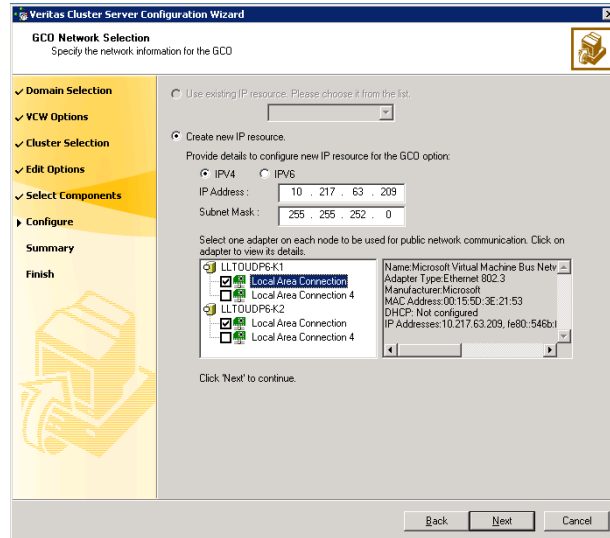 Veritas Cluster Server Configuration Wizard
GCO Network Selection
Specify the network information for the GCO
Domain Selection
VCW Options
Cluster Selection
Edit Options
Select Components
Configure
Summary
Finish
Use existing IP resource. Please choose it from the list.
Create new IP resource.
Provide details to configure new IP resource for the GCO option:
IPV4 IPV6
IP Address : 10 . 217 . 63 . 209
Subnet Mask : 255 . 255 . 252 . 0
Select one adapter on each node to be used for public network communication. Click on
adapter to view its details.
LLTOUDP6-K1
Local Area Connection
Local Area Connection 4
LLTOUDP6-K2
Local Area Connection
Local Area Connection 4
Name:Microsoft Virtual Machine Bus Netw
Adapter Type:Ethernet 802.3
Manufacturer:Microsoft
MAC Address:00:15:5D:3E:21:53
DHCP: Not configured
IP Addresses:10.217.63.209, fe80::546b:
Click 'Next' to continue.
Back Next Cancel